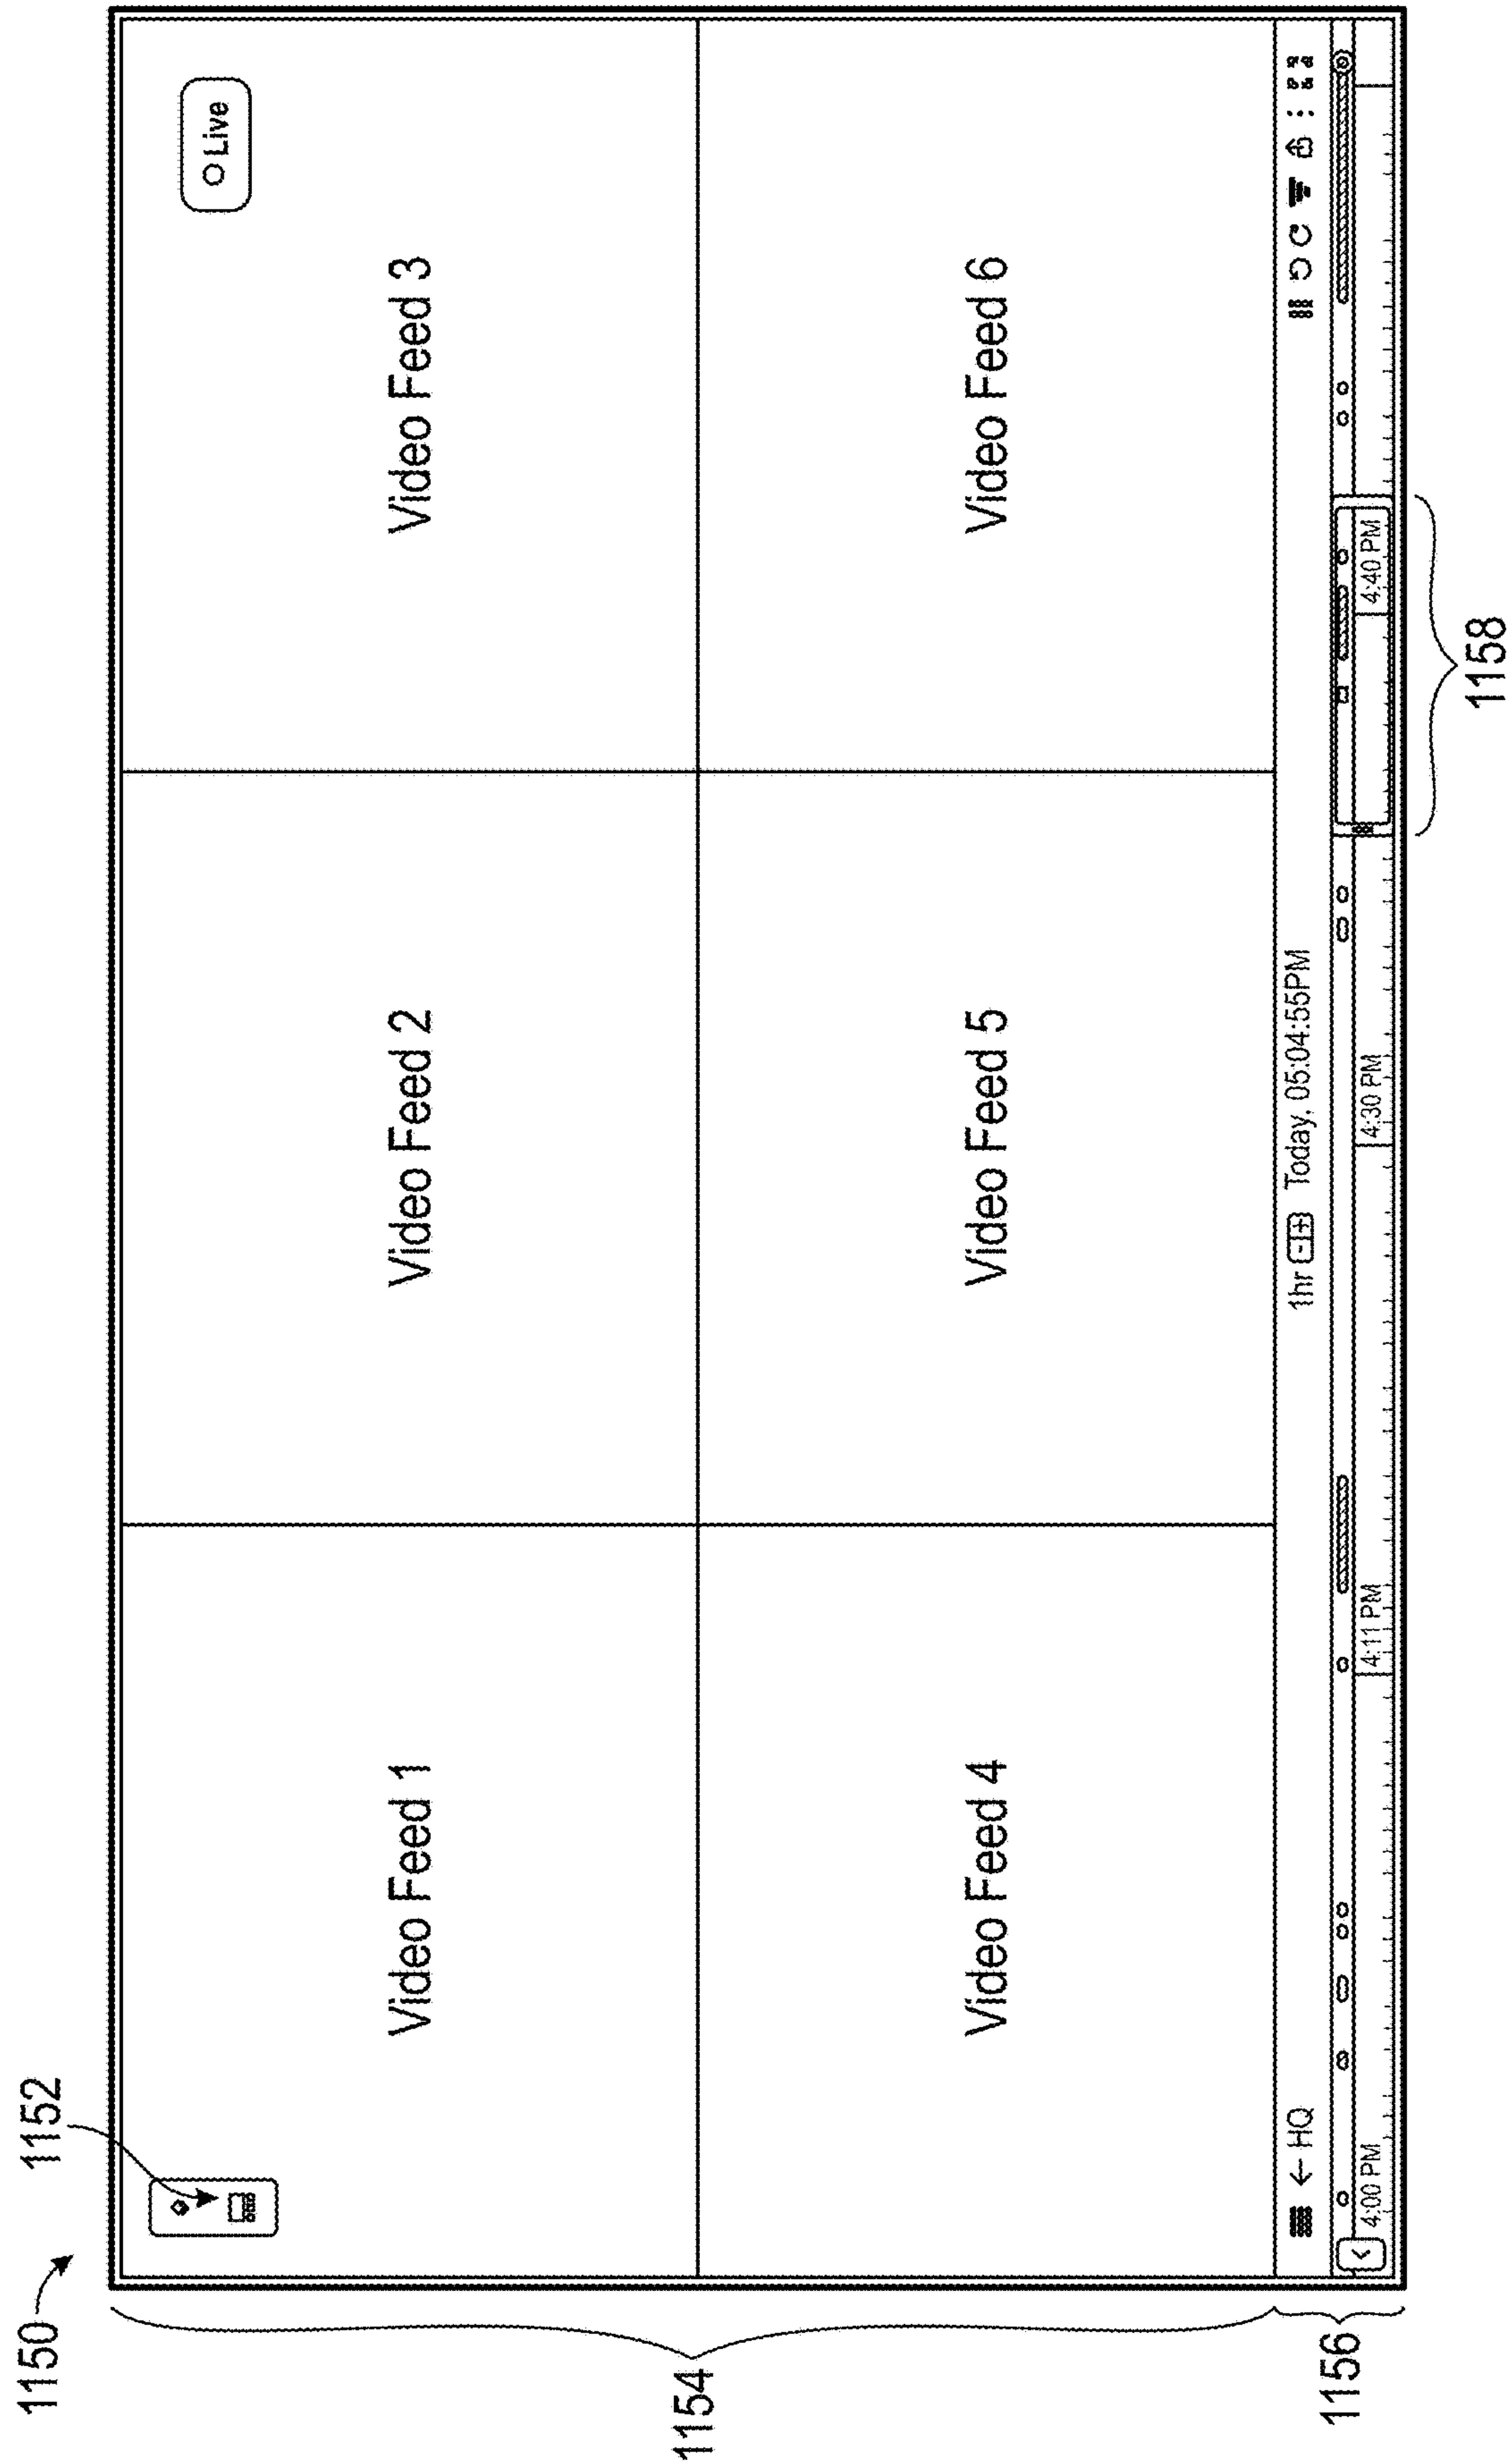 1150
1152
Live
Video Feed 1
Video Feed 2
Video Feed 3
1154
Video Feed 4
Video Feed 5
Video Feed 6
← HQ
1hr - + Today, 05:04:55PM
1156
4:00 PM
4:11 PM
4:30 PM
4:40 PM
1158